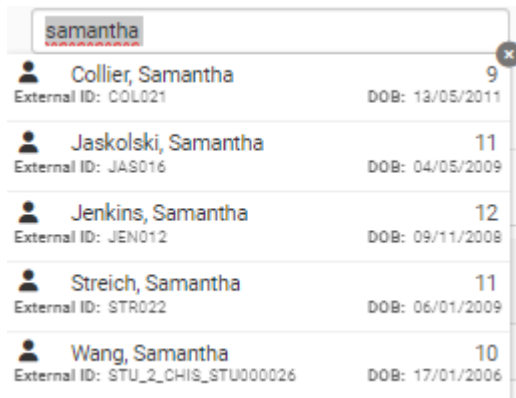 samantha
Collier, Samantha 9
External ID: COL021 DOB: 13/05/2011
Jaskolski, Samantha 11
External ID: JAS016 DOB: 04/05/2009
Jenkins, Samantha 12
External ID: JEN012 DOB: 09/11/2008
Streich, Samantha 11
External ID: STR022 DOB: 06/01/2009
Wang, Samantha 10
External ID: STU_2_CHIS_STU000026 DOB: 17/01/2006